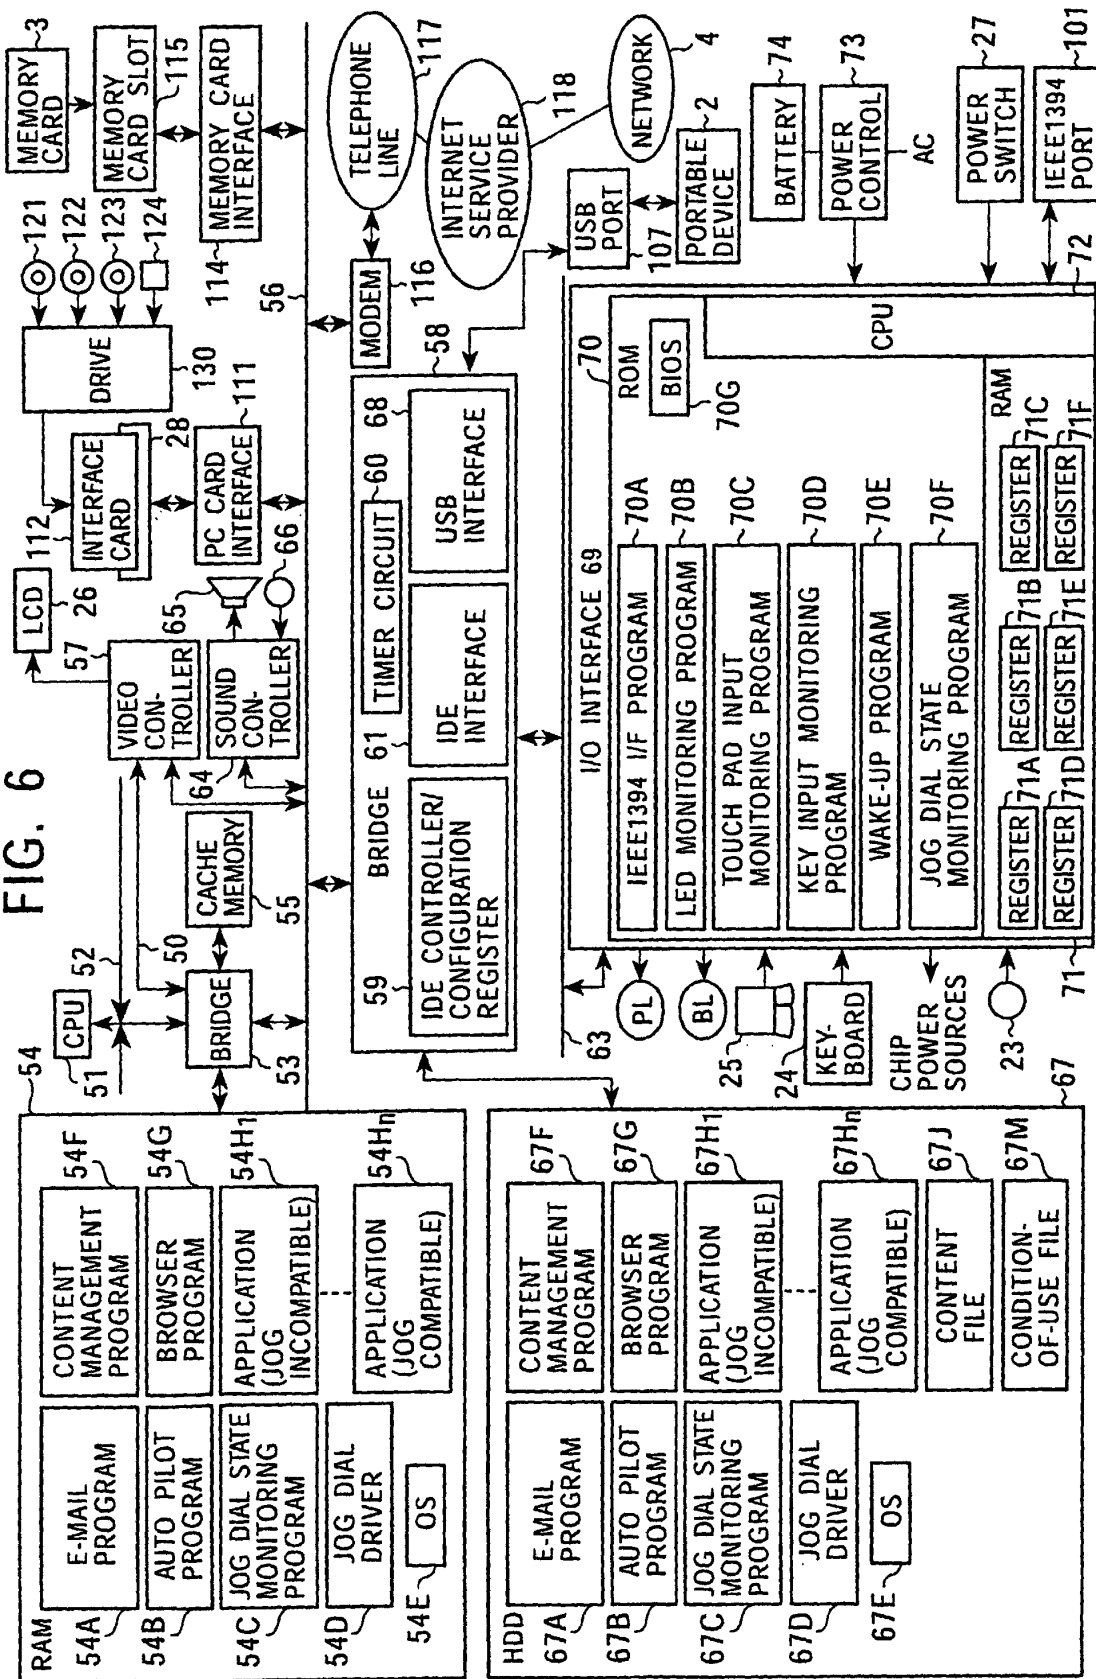 FIG. 6
54
RAM
54A
E-MAIL
PROGRAM
54B
AUTO PILOT
PROGRAM
54C
JOG DIAL STATE
MONITORING
PROGRAM
54D
JOG DIAL
DRIVER
54E
OS
CONTENT
MANAGEMENT
PROGRAM
54F
BROWSER
PROGRAM
54G
APPLICATION
(JOG
INCOMPATIBLE)
54H1
APPLICATION
(JOG
COMPATIBLE)
54Hn
HDD
67A
E-MAIL
PROGRAM
67B
AUTO PILOT
PROGRAM
67C
JOG DIAL STATE
MONITORING
PROGRAM
67D
JOG DIAL
DRIVER
67E
OS
CONTENT
MANAGEMENT
PROGRAM
67F
BROWSER
PROGRAM
67G
APPLICATION
(JOG
INCOMPATIBLE)
67H1
APPLICATION
(JOG
COMPATIBLE)
67Hn
CONTENT
FILE
67J
CONDITION-
OF-USE FILE
67M
67
51
CPU
52
50
BRIDGE
53
CACHE
MEMORY
55
57
VIDEO
CON-
TROLLER
LCD
26
64
SOUND
CON-
TROLLER
65
66
112
INTERFACE
CARD
28
PC CARD
INTERFACE
111
DRIVE
130
121
122
123
124
MEMORY
CARD
3
MEMORY
CARD SLOT
115
114
MEMORY CARD
INTERFACE
56
BRIDGE
58
59
IDE CONTROLLER/
CONFIGURATION
REGISTER
61
IDE
INTERFACE
TIMER CIRCUIT
60
USB
INTERFACE
68
MODEM
116
TELEPHONE
LINE
117
INTERNET
SERVICE
PROVIDER
118
NETWORK
4
USB
PORT
107
PORTABLE
DEVICE
2
63
I/O INTERFACE 69
70
ROM
IEEE1394 I/F PROGRAM
70A
LED MONITORING PROGRAM
70B
TOUCH PAD INPUT
MONITORING PROGRAM
70C
KEY INPUT MONITORING
PROGRAM
70D
WAKE-UP PROGRAM
70E
JOG DIAL STATE
MONITORING PROGRAM
70F
BIOS
70G
CPU
72
RAM
71
REGISTER
71A
REGISTER
71B
REGISTER
71C
REGISTER
71D
REGISTER
71E
REGISTER
71F
PL
BL
25
24
KEY-
BOARD
CHIP
POWER
SOURCES
23
BATTERY
74
POWER
CONTROL
73
AC
POWER
SWITCH
27
IEEE1394
PORT
101